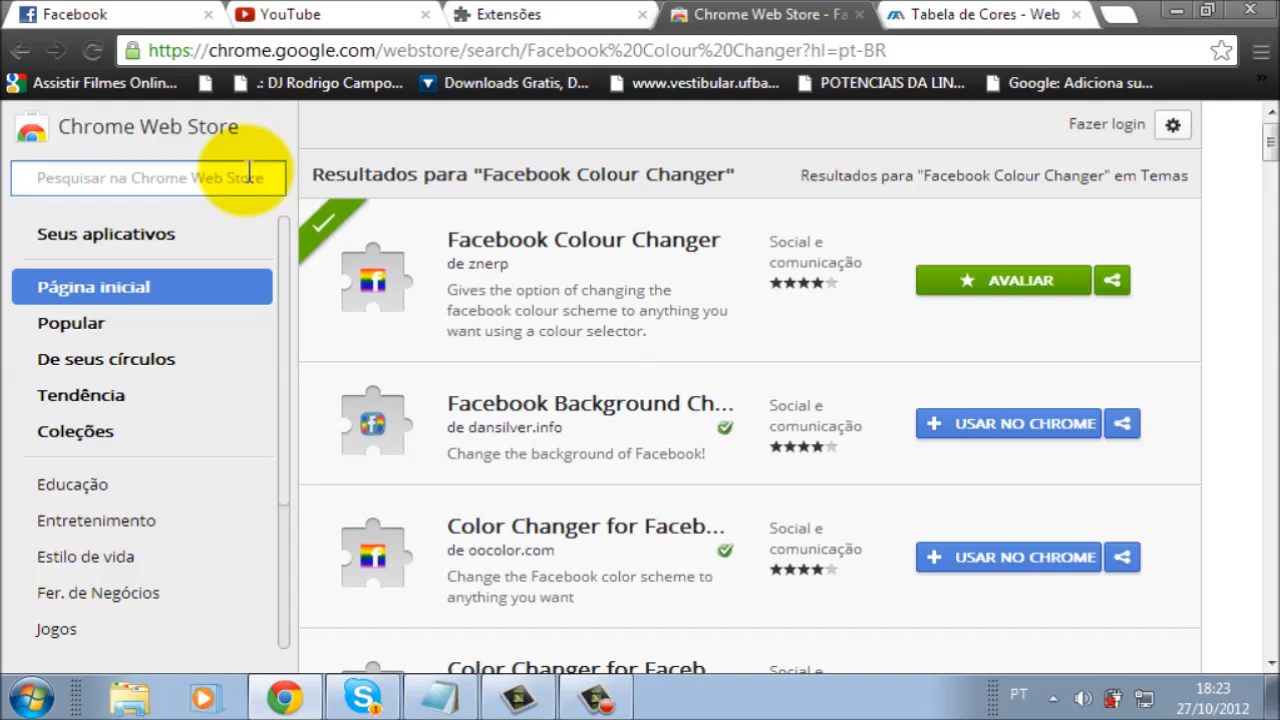 Facebook
YouTube
Extensões
Chrome Web Store - Fa
Tabela de Cores - Web
https://chrome.google.com/webstore/search/Facebook%20Colour%20Changer?hl=pt-BR
Assistir Filmes Online...
.: DJ Rodrigo Campo...
Downloads Gratis, D...
www.vestibular.ufba...
POTENCIAIS DA LIN...
Google: Adiciona su...
Chrome Web Store
Fazer login
Pesquisar na Chrome Web Store
Resultados para "Facebook Colour Changer"
Resultados para "Facebook Colour Changer" em Temas
Seus aplicativos
Página inicial
Popular
De seus círculos
Tendência
Coleções
Educação
Entretenimento
Estilo de vida
Fer. de Negócios
Jogos
Facebook Colour Changer
de znerp
Gives the option of changing the
facebook colour scheme to anything you
want using a colour selector.
Social e
comunicação
AVALIAR
Facebook Background Ch...
de dansilver.info
Change the background of Facebook!
Social e
comunicação
USAR NO CHROME
Color Changer for Faceb...
de oocolor.com
Change the Facebook color scheme to
anything you want
Social e
comunicação
USAR NO CHROME
Color Changer for Faceb
Social e
PT
18:23
27/10/2012